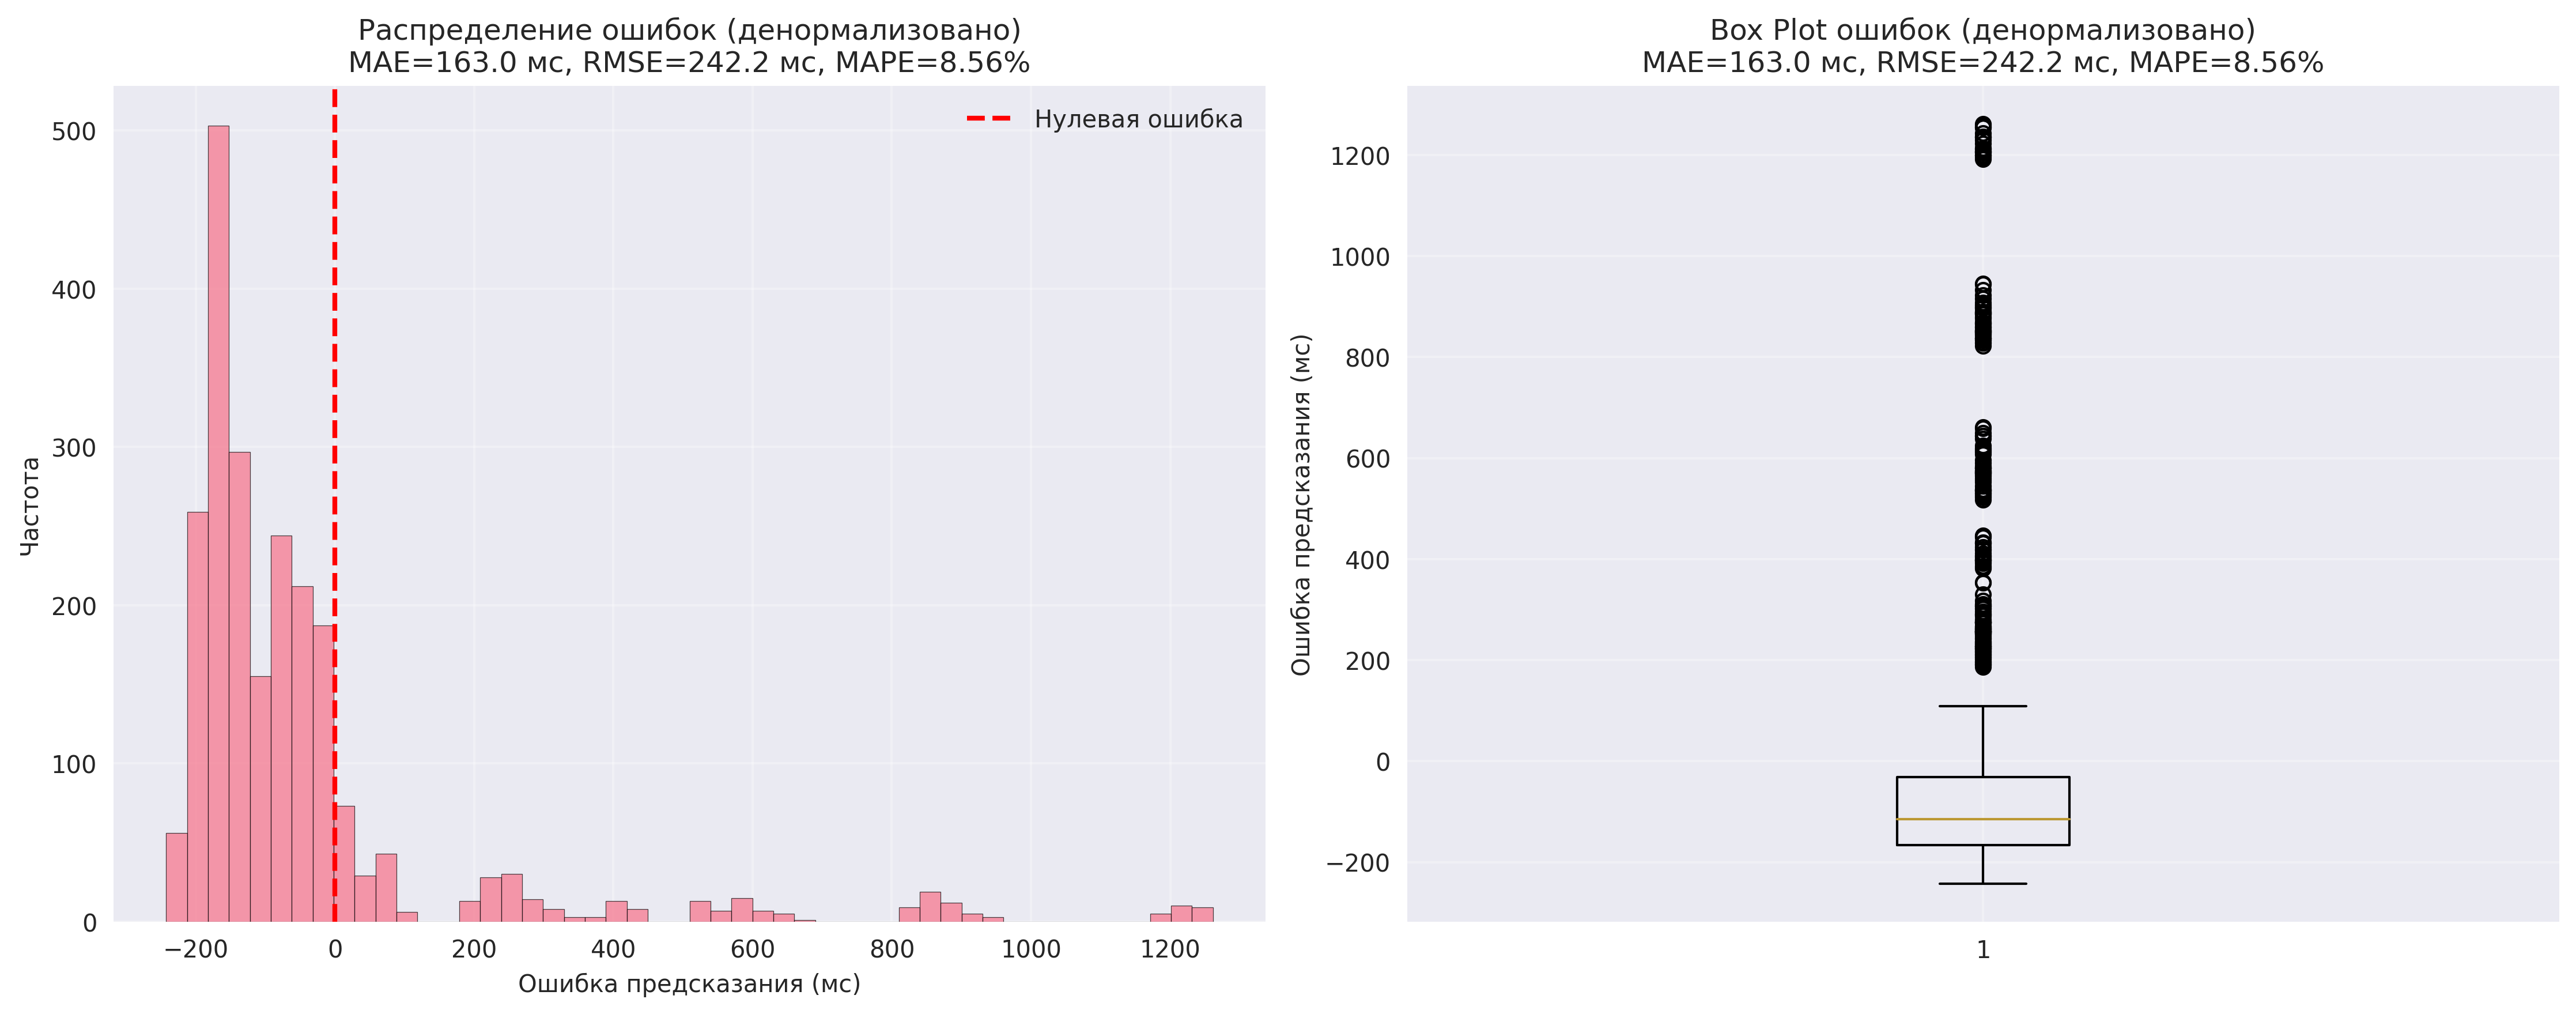 Распределение ошибок (денормализовано)
MAE=163.0 мс, RMSE=242.2 мс, MAPE=8.56%
Нулевая ошибка
Частота
500
400
300
200
100
0
−200 0 200 400 600 800 1000 1200
Ошибка предсказания (мс)
Box Plot ошибок (денормализовано)
MAE=163.0 мс, RMSE=242.2 мс, MAPE=8.56%
Ошибка предсказания (мс)
1200
1000
800
600
400
200
0
−200
1